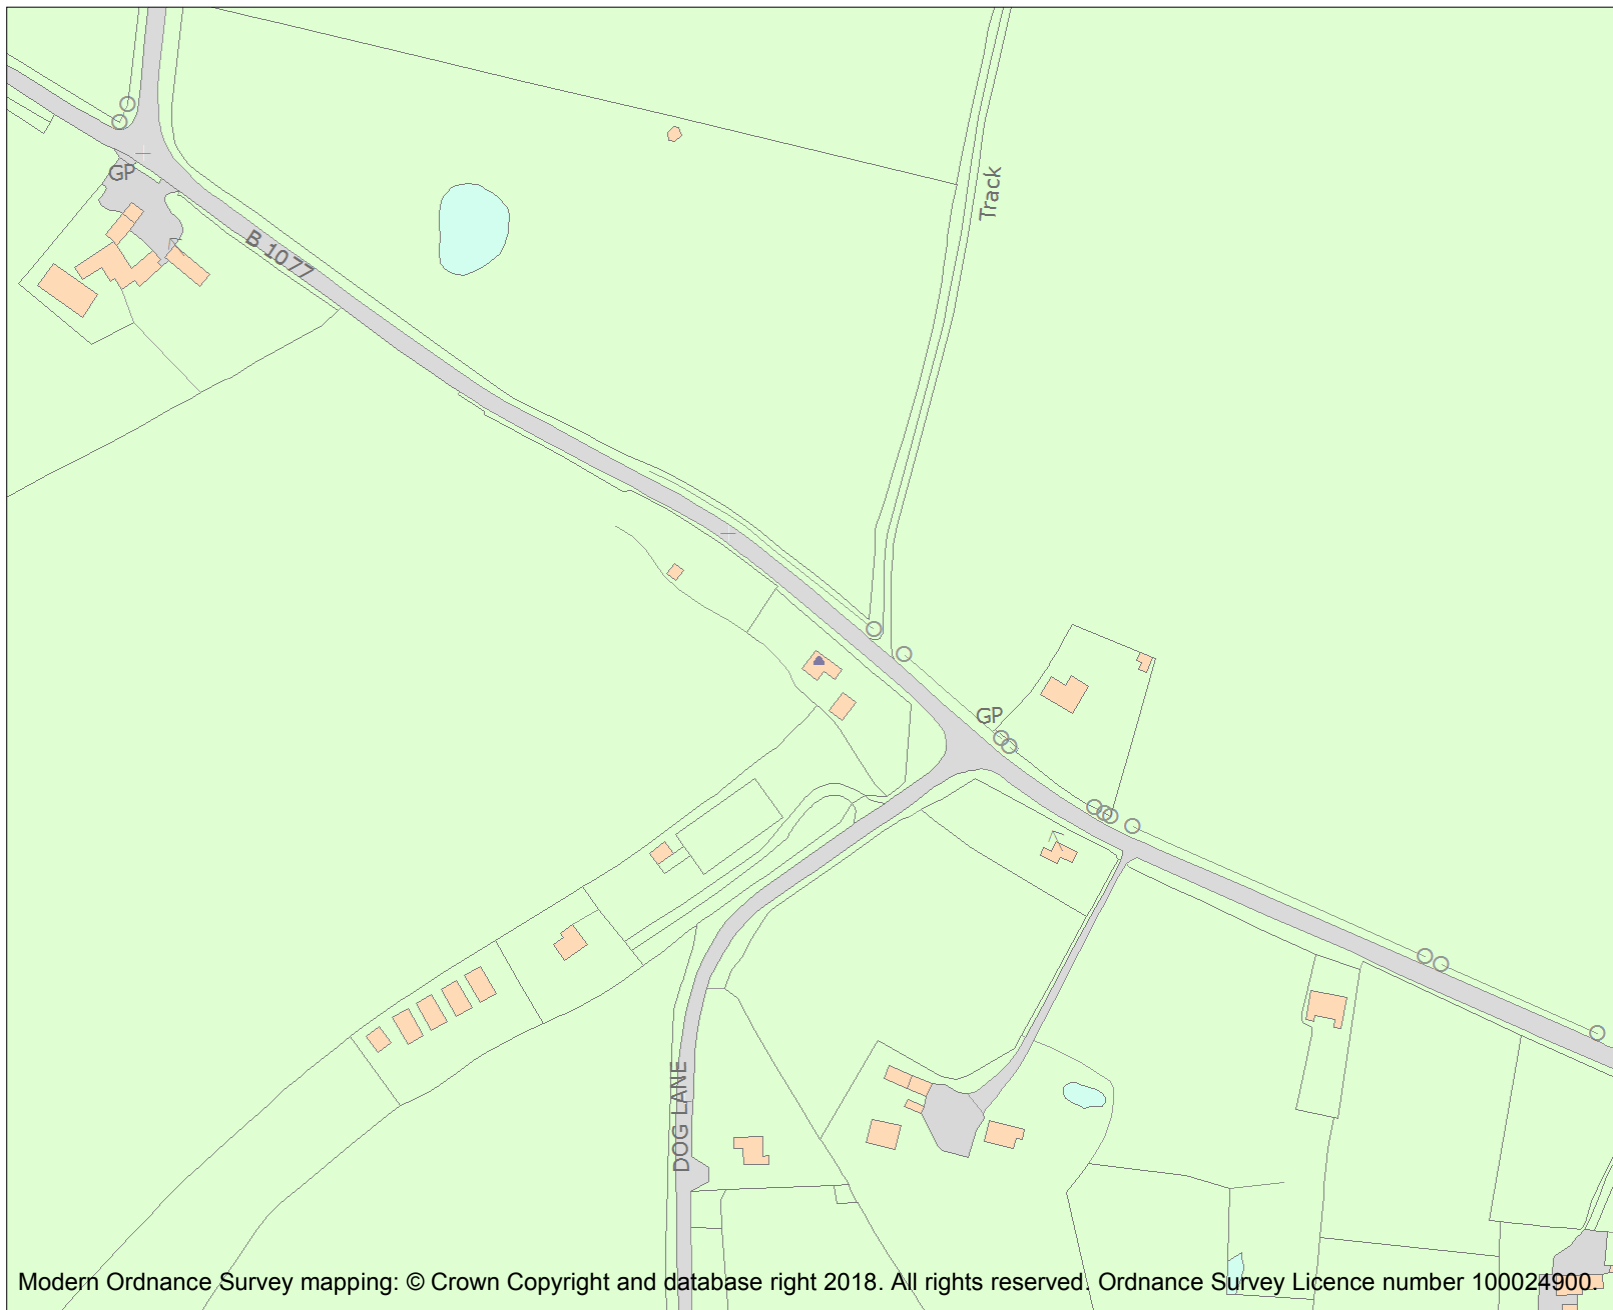 GP
Track
B 1077
GP
DOG LANE
Modern Ordnance Survey mapping: © Crown Copyright and database right 2018. All rights reserved. Ordnance Survey Licence number 100024900.